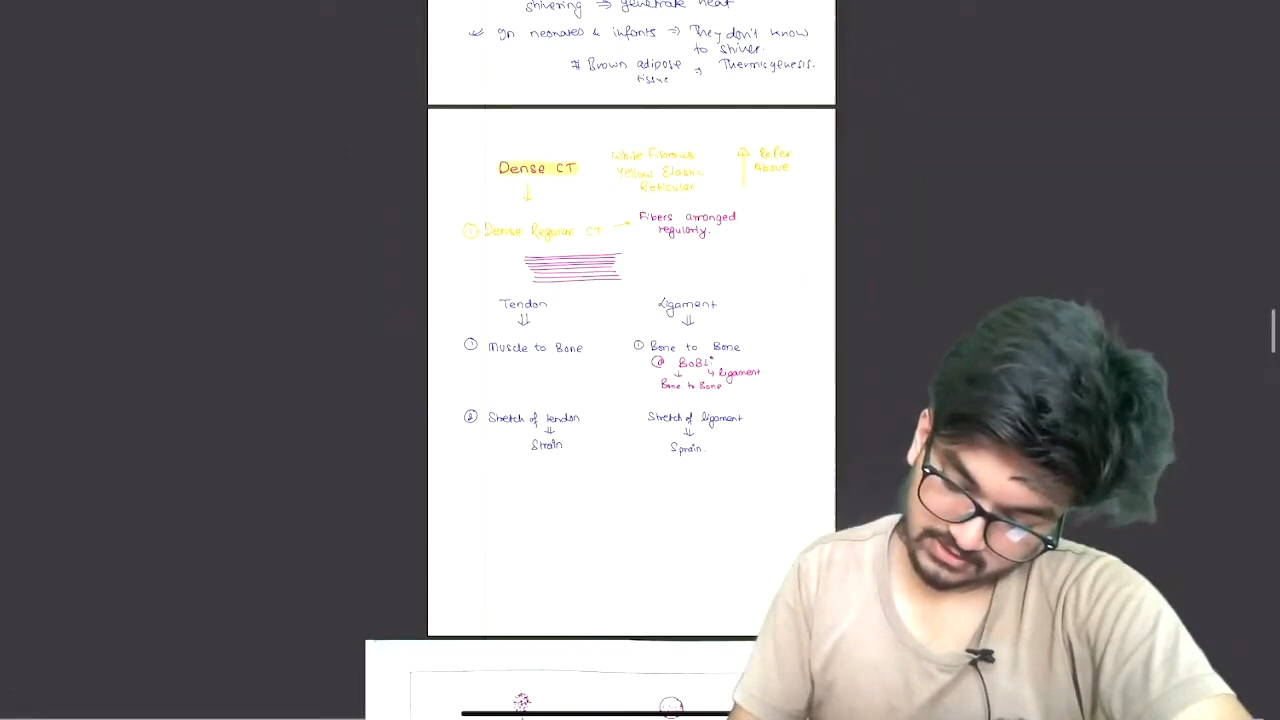 shivering ⇒ generate heat
In neonates & infants ⇒ They don't know
to shiver.
# Brown adipose tissue ⇒ Thermogenesis.
Dense CT
White Fibrous
Yellow Elastic
Reticular
Refer
Above
① Dense Regular CT → Fibers arranged
regularly.
Tendon
Ligament
① Muscle to Bone
① Bone to Bone
@ BoBLi
↳ Ligament
Bone to Bone
② Stretch of tendon
⇓
Strain
Stretch of ligament
⇓
Sprain.